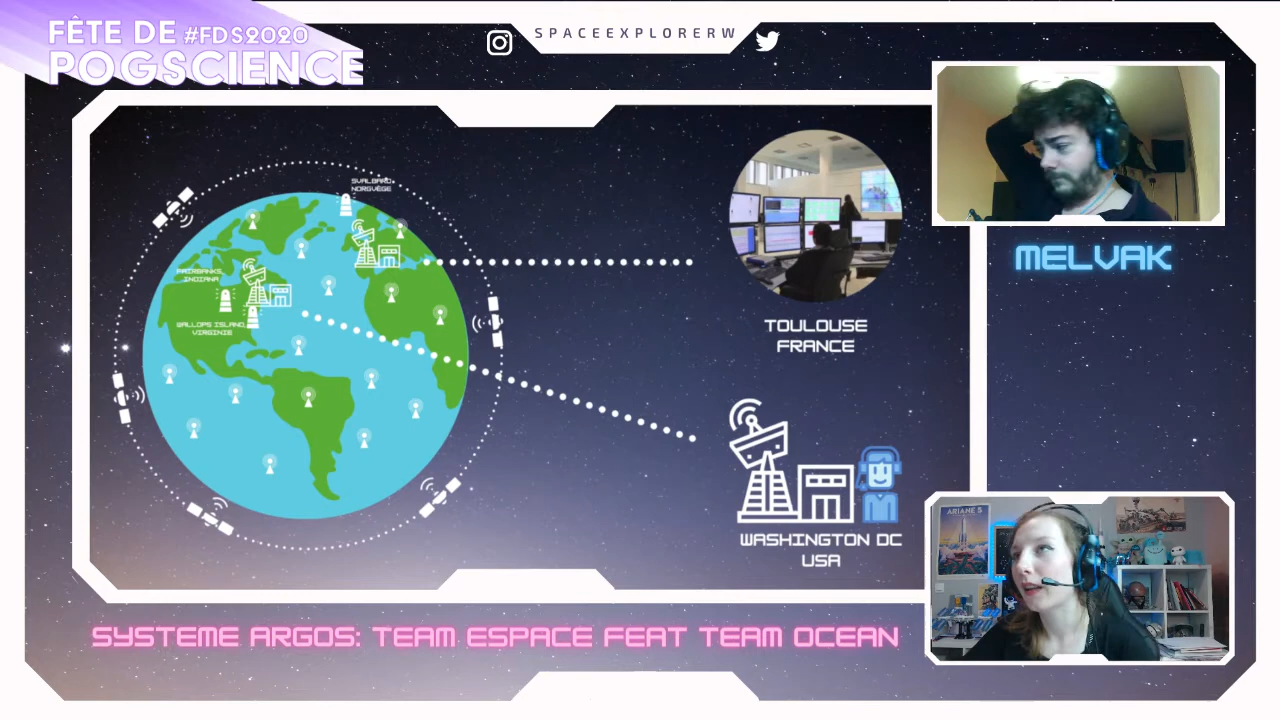 FÊTE DE #FDS2020
POGSCIENCE
SPACEEXPLORERW
SVALBARD,
NORGVÈGE
FAIRBANKS,
INDIANA
WALLOPS ISLAND,
VIRGINIE
TOULOUSE
FRANCE
WASHINGTON DC
USA
MELVAK
ARIANE 5
SYSTEME ARGOS: TEAM ESPACE FEAT TEAM OCEAN